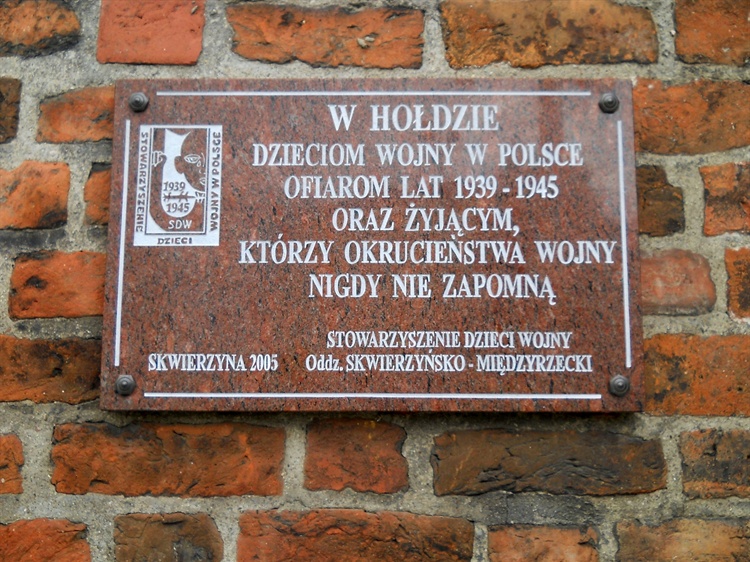 W HOŁDZIE
DZIECIOM WOJNY W POLSCE
OFIAROM LAT 1939 - 1945
ORAZ ŻYJĄCYM,
KTÓRZY OKRUCIEŃSTWA WOJNY
NIGDY NIE ZAPOMNĄ
STOWARZYSZENIE DZIECI WOJNY
SKWIERZYNA 2005 Oddz. SKWIERZYŃSKO - MIĘDZYRZECKI
STOWARZYSZENIE
DZIECI
WOJNY W POLSCE
1939
1945
SDW